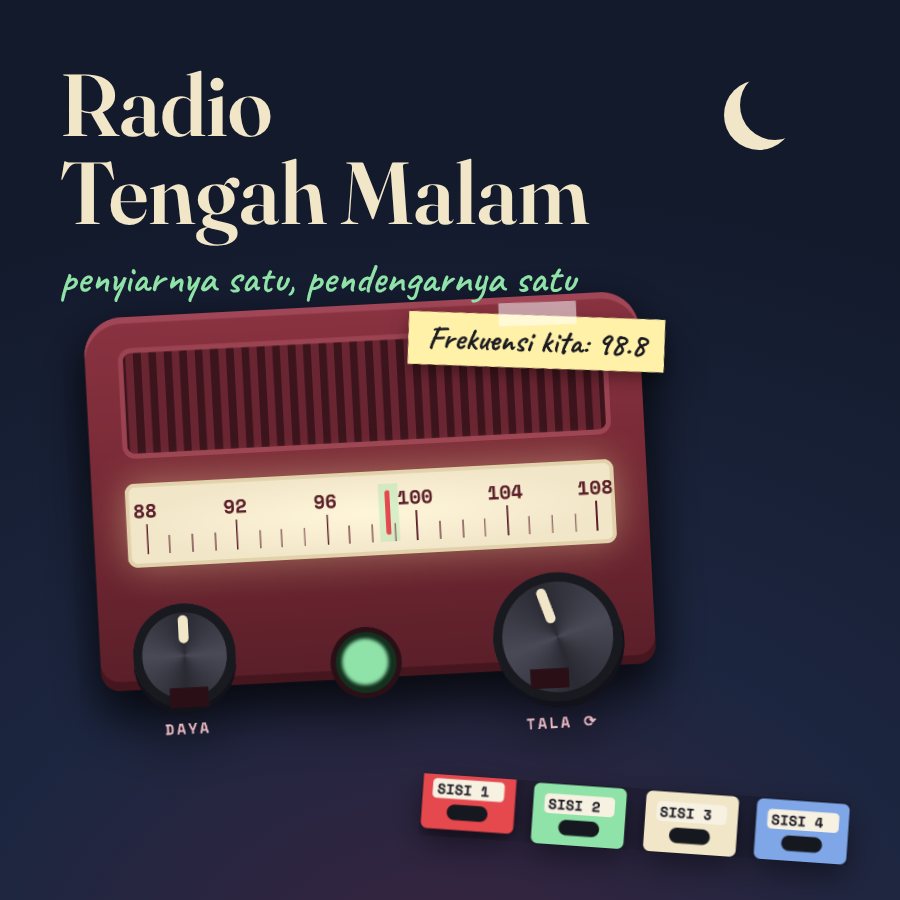 Radio
Tengah Malam
penyiarnya satu, pendengarnya satu
Frekuensi kita: 98.8
88 92 96 100 104 108
DAYA
TALA ⟳
SISI 1
SISI 2
SISI 3
SISI 4